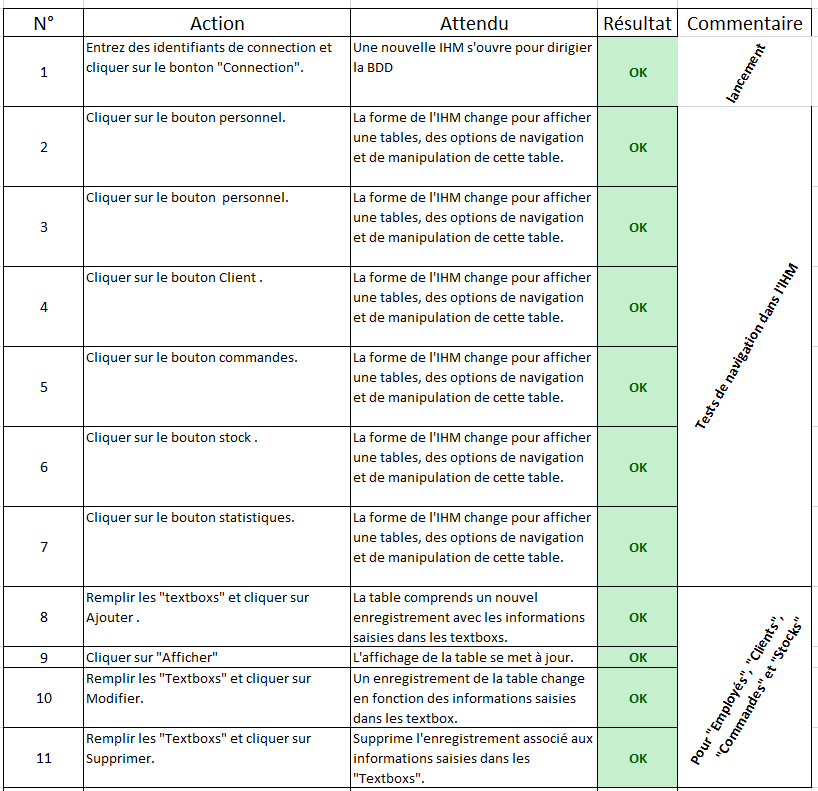 N° Action Attendu Résultat Commentaire
1
Entrez des identifiants de connection et
cliquer sur le bonton "Connection".
Une nouvelle IHM s'ouvre pour dirigier
la BDD
OK
lancement
2
Cliquer sur le bouton personnel.
La forme de l'IHM change pour afficher
une tables, des options de navigation
et de manipulation de cette table.
OK
3
Cliquer sur le bouton  personnel.
La forme de l'IHM change pour afficher
une tables, des options de navigation
et de manipulation de cette table.
OK
4
Cliquer sur le bouton Client .
La forme de l'IHM change pour afficher
une tables, des options de navigation
et de manipulation de cette table.
OK
5
Cliquer sur le bouton commandes.
La forme de l'IHM change pour afficher
une tables, des options de navigation
et de manipulation de cette table.
OK
6
Cliquer sur le bouton stock .
La forme de l'IHM change pour afficher
une tables, des options de navigation
et de manipulation de cette table.
OK
7
Cliquer sur le bouton statistiques.
La forme de l'IHM change pour afficher
une tables, des options de navigation
et de manipulation de cette table.
OK
Tests de navigation dans l'IHM
8
Remplir les "textboxs" et cliquer sur
Ajouter .
La table comprends un nouvel
enregistrement avec les informations
saisies dans les textboxs.
OK
9
Cliquer sur "Afficher"
L'affichage de la table se met à jour.
OK
10
Remplir les "Textboxs" et cliquer sur
Modifier.
Un enregistrement de la table change
en fonction des informations saisies
dans les textbox.
OK
11
Remplir les "Textboxs" et cliquer sur
Supprimer.
Supprime l'enregistrement associé aux
informations saisies dans les
"Textboxs".
OK
Pour "Employés", "Clients",
"Commandes" et "Stocks"